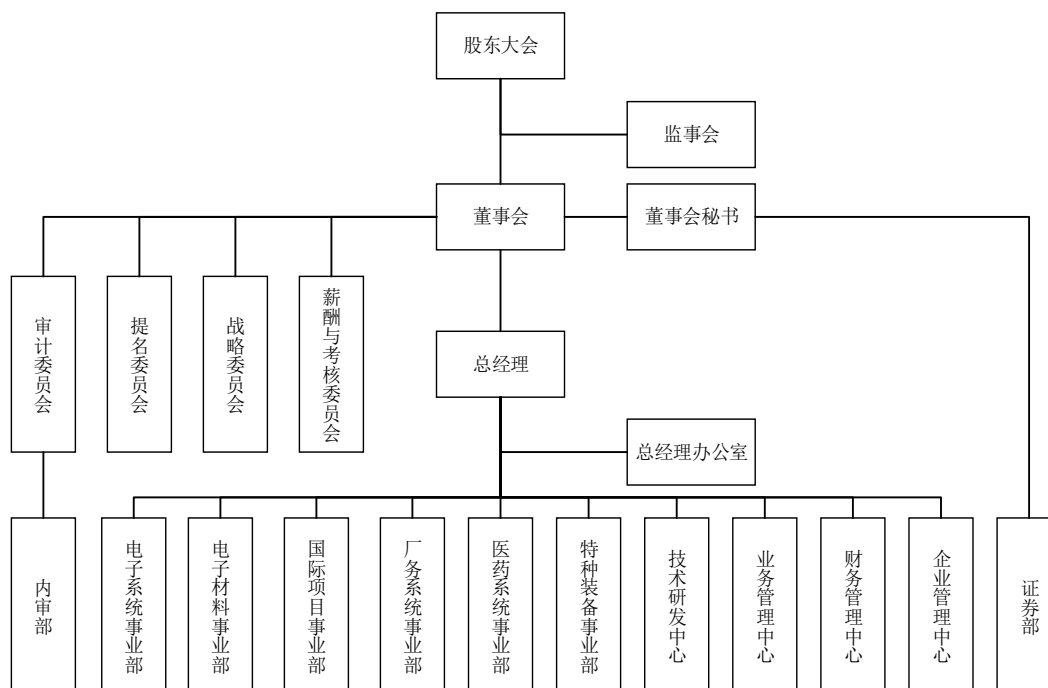 股东大会
监事会
董事会
董事会秘书
审计委员会
提名委员会
战略委员会
薪酬与考核委员会
总经理
总经理办公室
内审部
电子系统事业部
电子材料事业部
国际项目事业部
厂务系统事业部
医药系统事业部
特种装备事业部
技术研发中心
业务管理中心
财务管理中心
企业管理中心
证券部